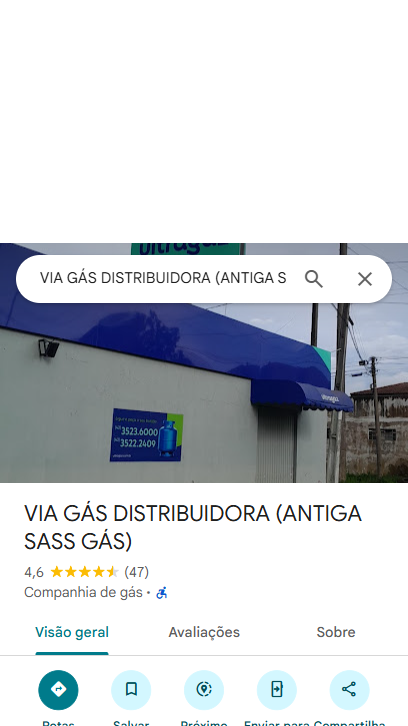 ultragaz
VIA GÁS DISTRIBUIDORA (ANTIGA S
ultragaz
3523.6000
3522.2409
VIA GÁS DISTRIBUIDORA (ANTIGA
SASS GÁS)
4,6 (47)
Companhia de gás ·
Visão geral Avaliações Sobre
Rotas Salvar Próximo Enviar para Compartilha